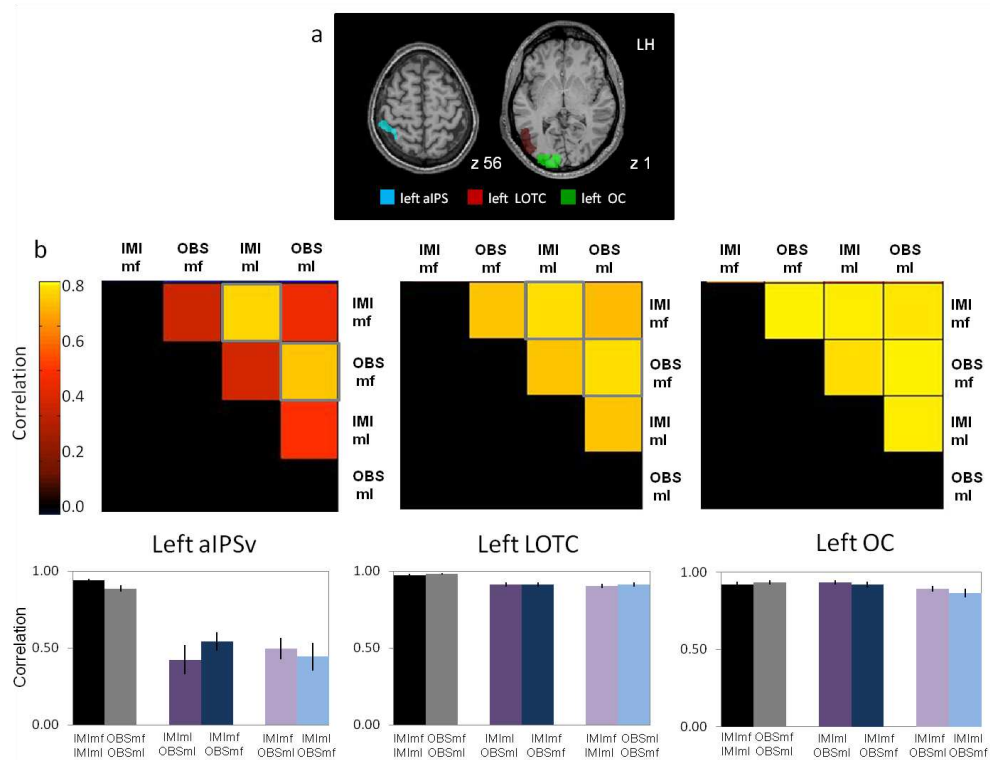 a
LH
z 56
z 1
left aIPS
left LOTC
left OC
b
IMI mf
OBS mf
IMI ml
OBS ml
IMI mf
OBS mf
IMI ml
OBS ml
IMI mf
OBS mf
IMI ml
OBS ml
Correlation
0.8
0.6
0.4
0.2
0.0
IMI mf
OBS mf
IMI ml
OBS ml
IMI mf
OBS mf
IMI ml
OBS ml
IMI mf
OBS mf
IMI ml
OBS ml
Left aIPSv
Left LOTC
Left OC
Correlation
1.00
0.50
0.00
IMImf OBSmf IMIml IMImf IMImf IMIml
IMIml OBSml OBSml OBSmf OBSml OBSmf
1.00
0.50
0.00
IMImf OBSmf IMIml IMImf IMImf OBSml
IMIml OBSml OBSml OBSmf IMIml OBSmf
1.00
0.50
0.00
IMImf OBSmf IMIml IMImf IMImf IMIml
IMIml OBSml OBSml OBSmf OBSml OBSmf